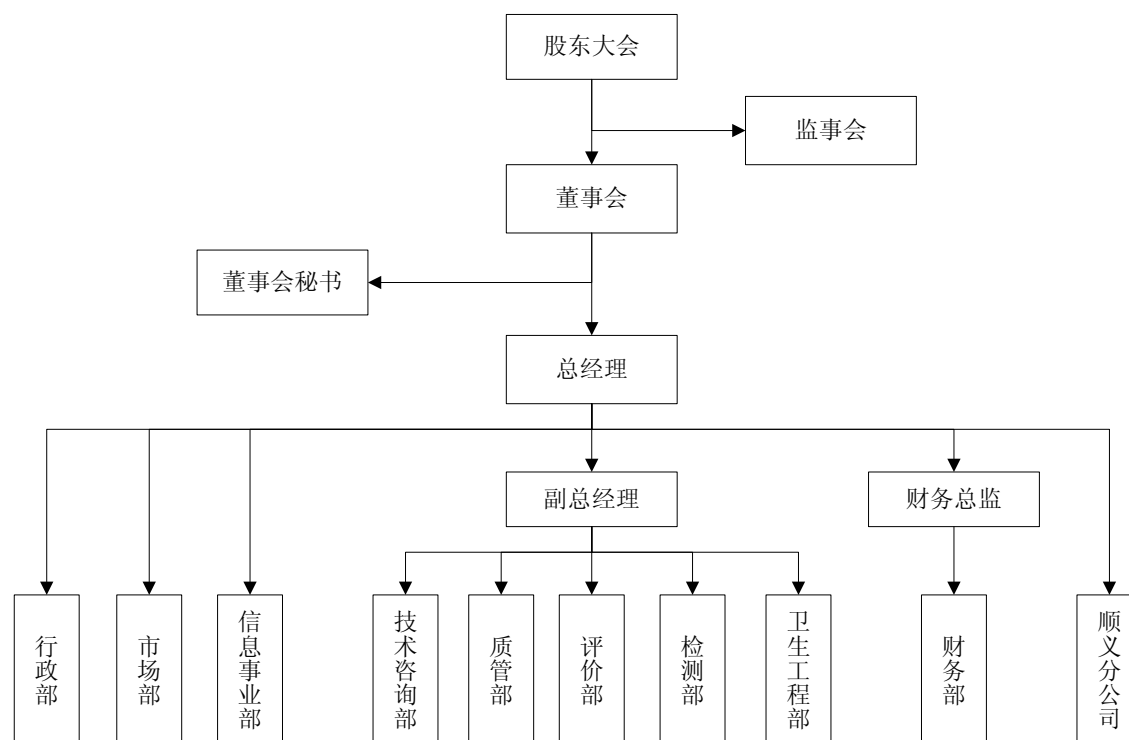 股东大会
监事会
董事会
董事会秘书
总经理
副总经理
财务总监
行政部
市场部
信息事业部
技术咨询部
质管部
评价部
检测部
卫生工程部
财务部
顺义分公司